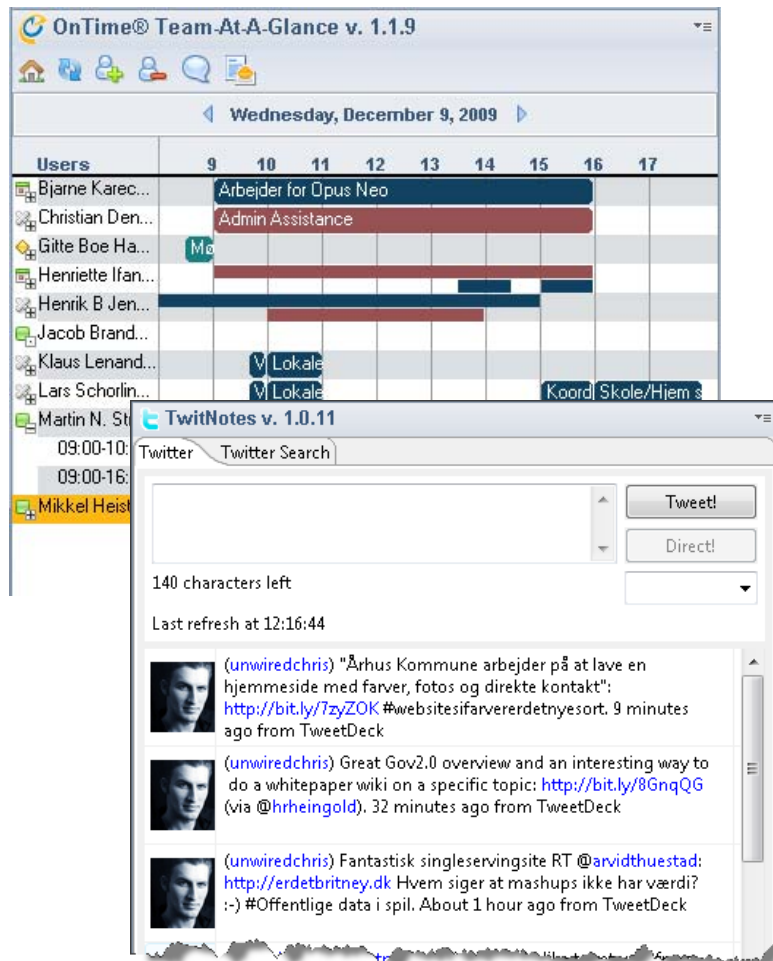 OnTime® Team-At-A-Glance v. 1.1.9
Wednesday, December 9, 2009
Users 9 10 11 12 13 14 15 16 17
Bjarne Karec... Arbejder for Opus Neo
Christian Den... Admin Assistance
Gitte Boe Ha... Mø
Henriette Ifan...
Henrik B Jen...
Jacob Brand...
Klaus Lenand... V Lokale
Lars Schorlin... V Lokale Koord Skole/Hjem s
Martin N. St
09:00-10:
09:00-16:
Mikkel Heist
TwitNotes v. 1.0.11
Twitter Twitter Search
Tweet!
Direct!
140 characters left
Last refresh at 12:16:44
(unwiredchris) "Århus Kommune arbejder på at lave en
hjemmeside med farver, fotos og direkte kontakt":
http://bit.ly/7zyZOK #websitesifarvererdetnyesort. 9 minutes
ago from TweetDeck
(unwiredchris) Great Gov2.0 overview and an interesting way to
do a whitepaper wiki on a specific topic: http://bit.ly/8GnqQG
(via @hrheingold). 32 minutes ago from TweetDeck
(unwiredchris) Fantastisk singleservingsite RT @arvidthuestad:
http://erdetbritney.dk Hvem siger at mashups ikke har værdi?
:-) #Offentlige data i spil. About 1 hour ago from TweetDeck